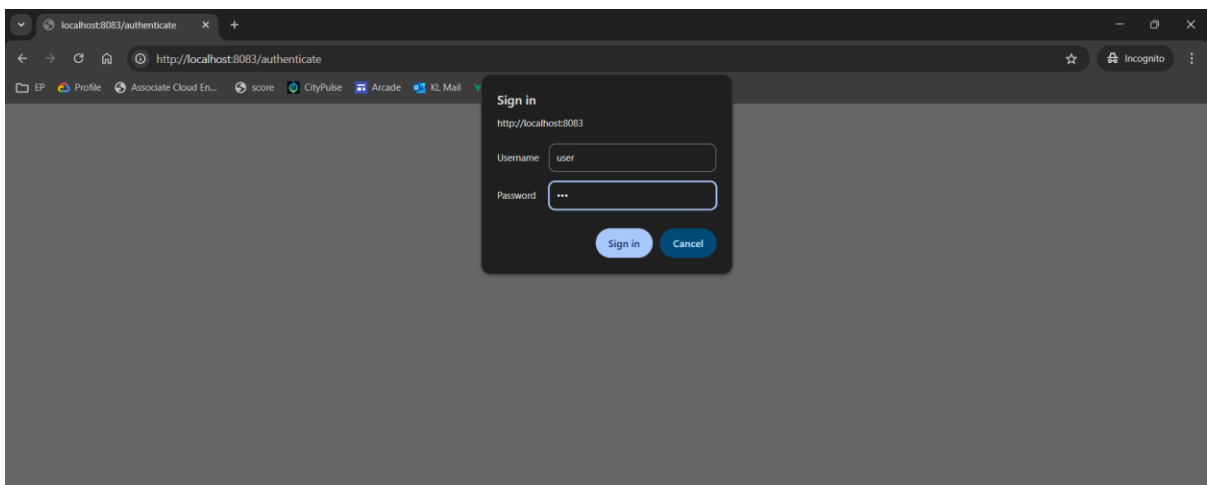 localhost:8083/authenticate
http://localhost:8083/authenticate
Incognito
EP Profile Associate Cloud En... score CityPulse Arcade KL Mail
Sign in
http://localhost:8083
Username user
Password •••
Sign in Cancel